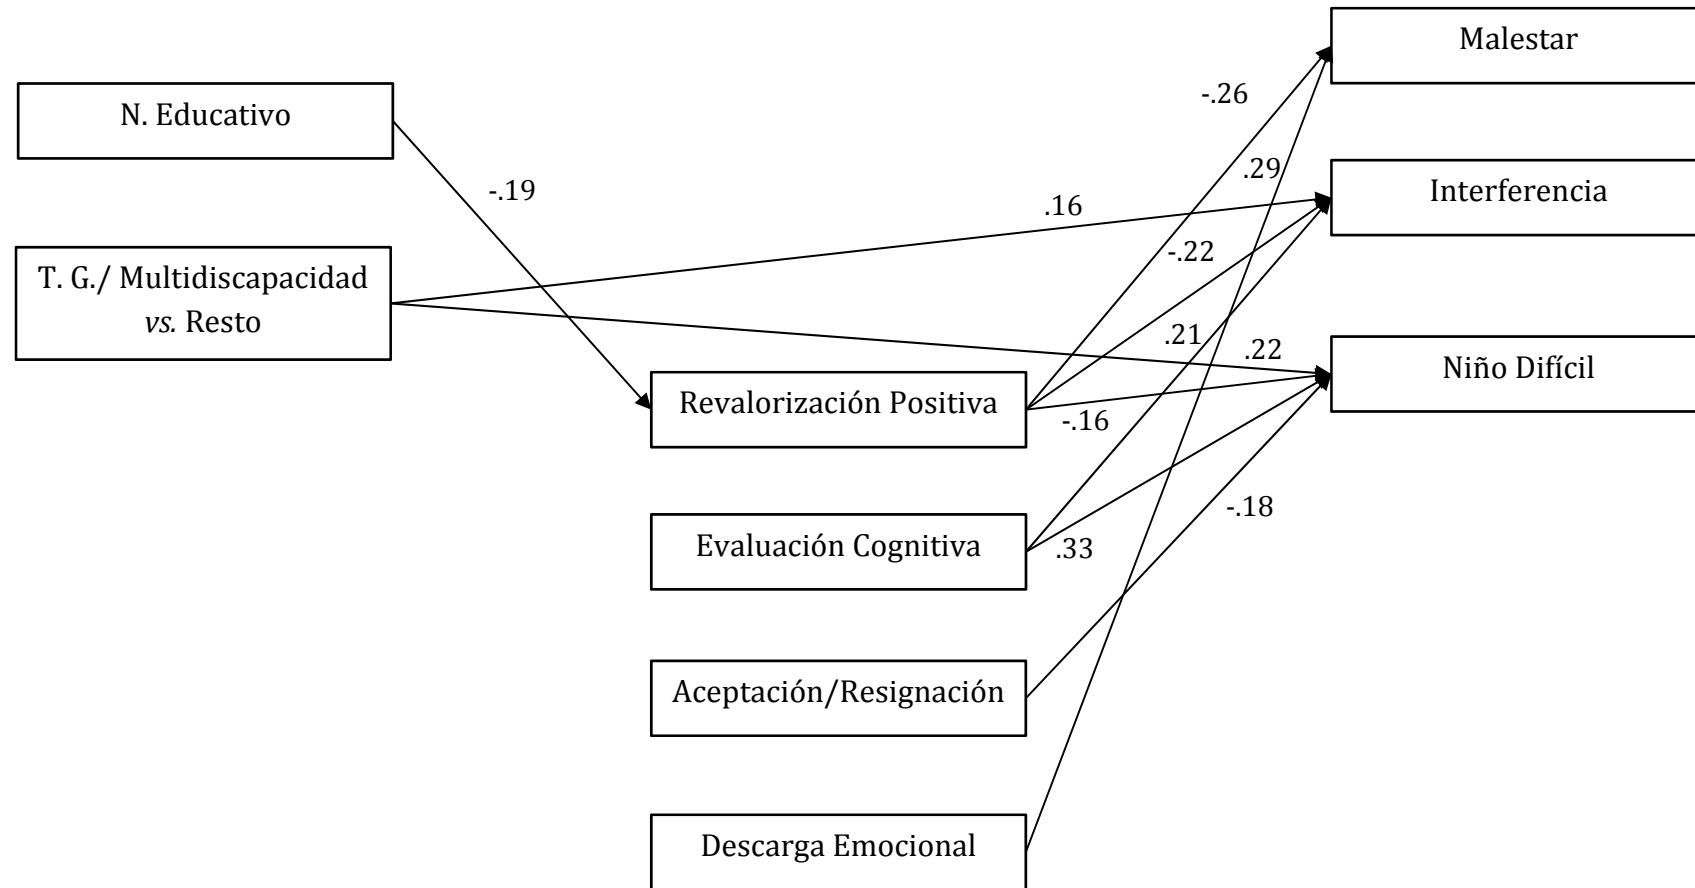 Malestar
N. Educativo
-.26
-.19
.29
Interferencia
.16
T. G./ Multidiscapacidad
vs. Resto
-.22
.21
.22
Niño Difícil
Revalorización Positiva
-.16
-.18
Evaluación Cognitiva
.33
Aceptación/Resignación
Descarga Emocional